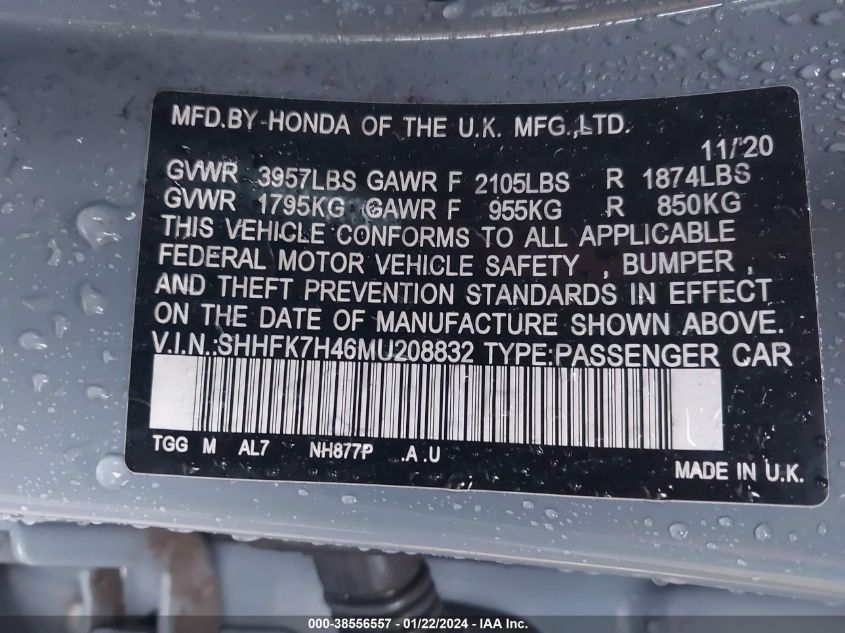 MFD.BY HONDA OF THE U.K. MFG.,LTD.
11/'20
GVWR 3957LBS GAWR F 2105LBS R 1874LBS
GVWR 1795KG GAWR F 955KG R 850KG
THIS VEHICLE CONFORMS TO ALL APPLICABLE
FEDERAL MOTOR VEHICLE SAFETY , BUMPER ,
AND THEFT PREVENTION STANDARDS IN EFFECT
ON THE DATE OF MANUFACTURE SHOWN ABOVE.
V.I.N.:SHHFK7H46MU208832 TYPE:PASSENGER CAR
TGG M AL7 NH877P .A .U
MADE IN U.K.
000-38556557 - 01/22/2024 - IAA Inc.